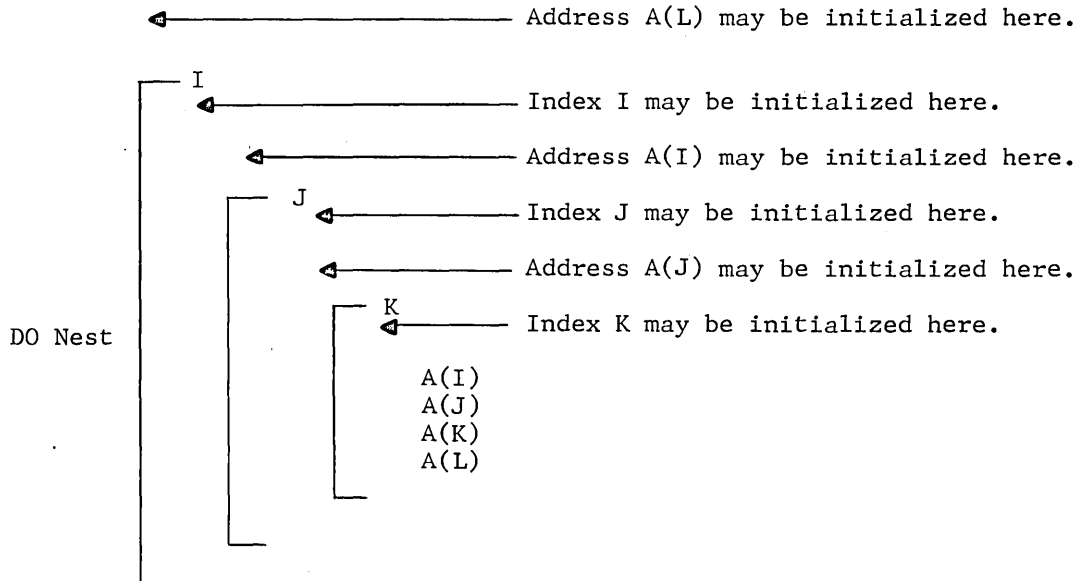 Address A(L) may be initialized here.
I
Index I may be initialized here.
Address A(I) may be initialized here.
J
Index J may be initialized here.
Address A(J) may be initialized here.
K
Index K may be initialized here.
DO Nest
A(I)
A(J)
A(K)
A(L)